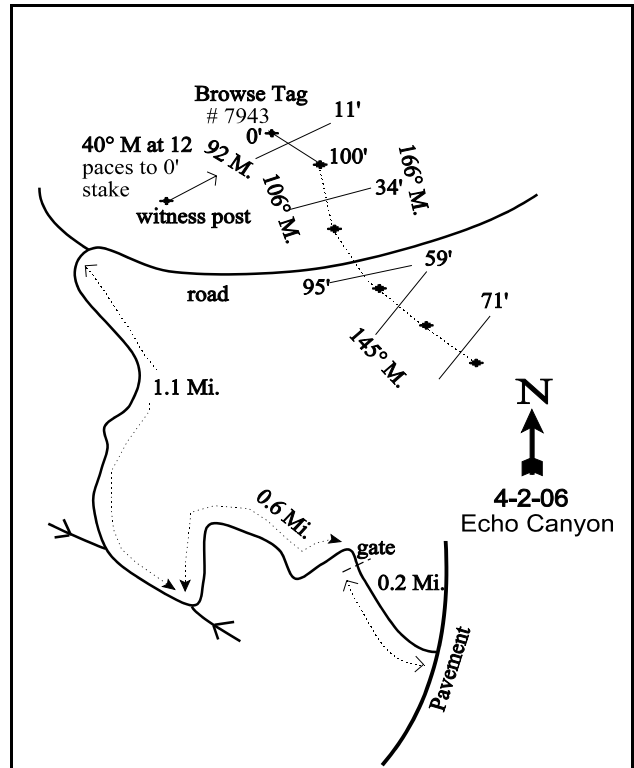 Browse Tag
# 7943
11'
0'
40° M at 12
paces to 0'
stake
92 M.
100'
166° M.
106° M.
34'
witness post
59'
95'
road
71'
145° M.
1.1 Mi.
N
4-2-06
Echo Canyon
0.6 Mi.
gate
0.2 Mi.
Pavement